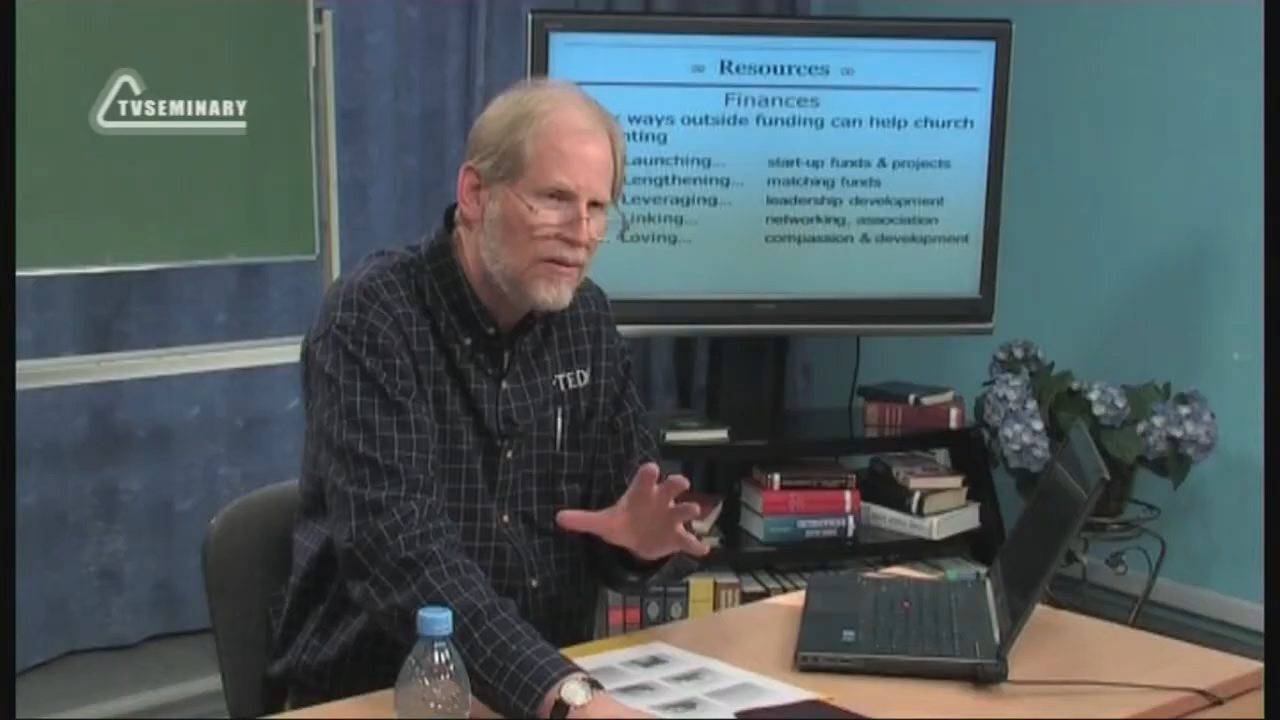 TVSEMINARY
Resources
Finances
ways outside funding can help church
nting
Launching... start-up funds & projects
Lengthening... matching funds
Leveraging... leadership development
inking... networking, association
Loving... compassion & development
TED